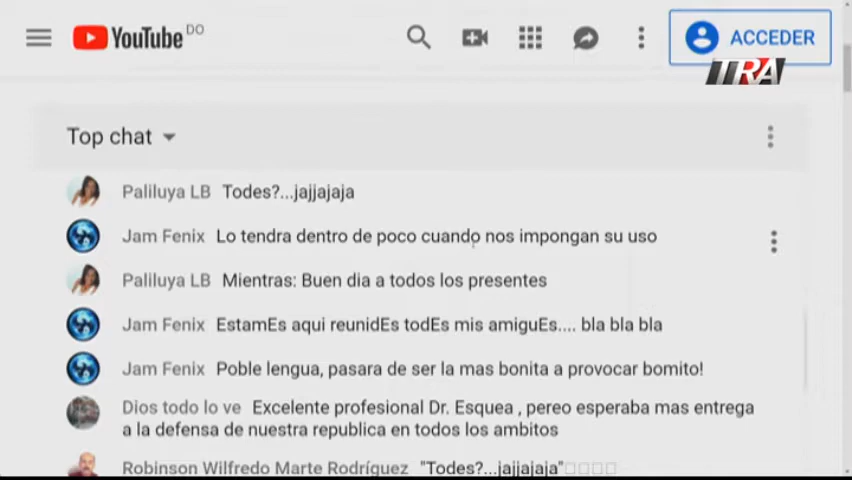 YouTube DO
ACCEDER
TRA
Top chat
Paliluya LB Todes?...jajjajaja
Jam Fenix Lo tendra dentro de poco cuando nos impongan su uso
Paliluya LB Mientras: Buen dia a todos los presentes
Jam Fenix EstamEs aqui reunidEs todEs mis amiguEs.... bla bla bla
Jam Fenix Poble lengua, pasara de ser la mas bonita a provocar bomito!
Dios todo lo ve Excelente profesional Dr. Esquea , pereo esperaba mas entrega
a la defensa de nuestra republica en todos los ambitos
Robinson Wilfredo Marte Rodríguez "Todes?...jajjajaja"